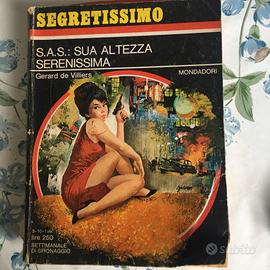 SEGRETISSIMO
S.A.S.: SUA ALTEZZA
SERENISSIMA
Gerard de Villiers
MONDADORI
lire 250
SETTIMANALE
DI SPIONAGGIO
Subito